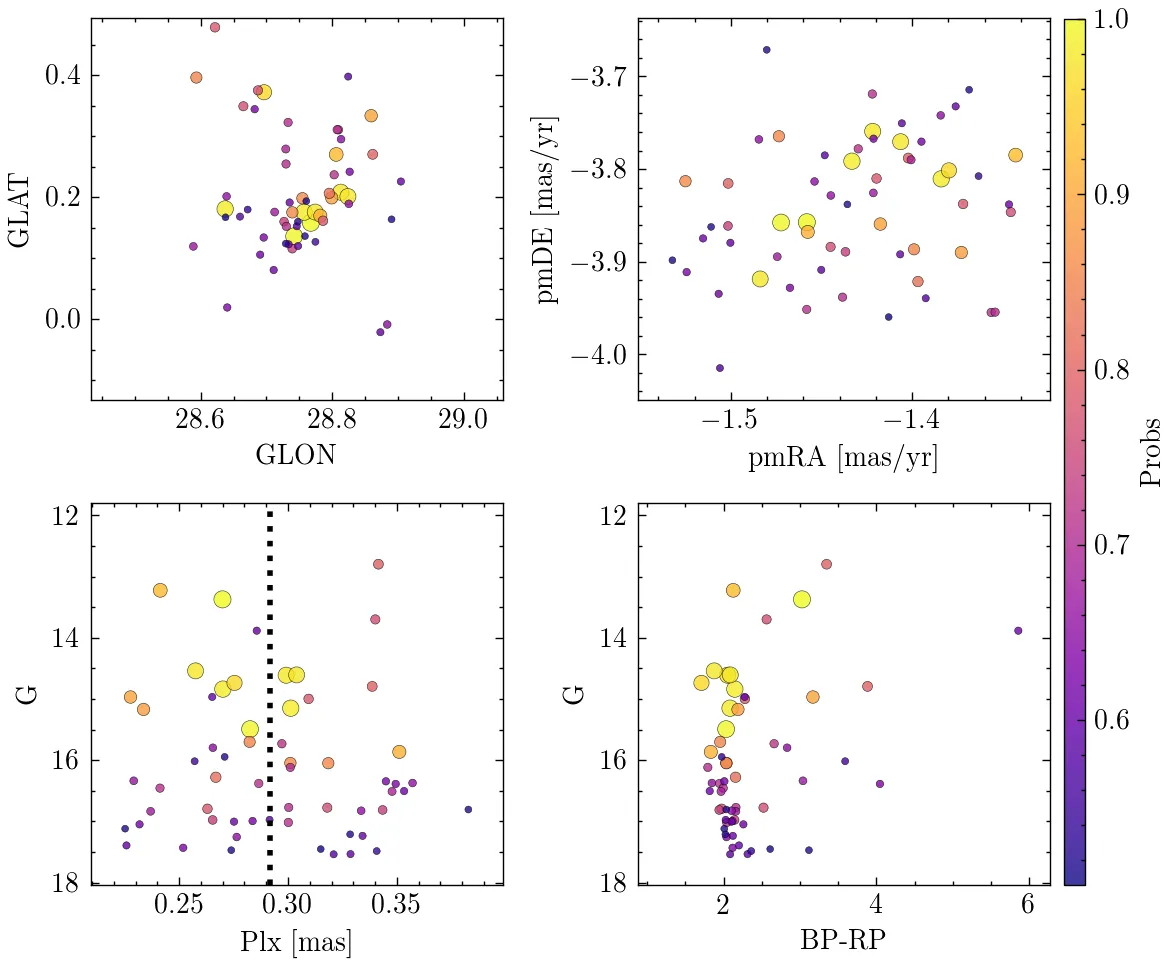 0.4
0.2
0.0
GLAT
28.6 28.8 29.0
GLON
−3.7
−3.8
−3.9
−4.0
pmDE [mas/yr]
−1.5 −1.4
pmRA [mas/yr]
1.0
0.9
0.8
0.7
0.6
Probs
12
14
16
18
G
0.25 0.30 0.35
Plx [mas]
12
14
16
18
G
2 4 6
BP-RP